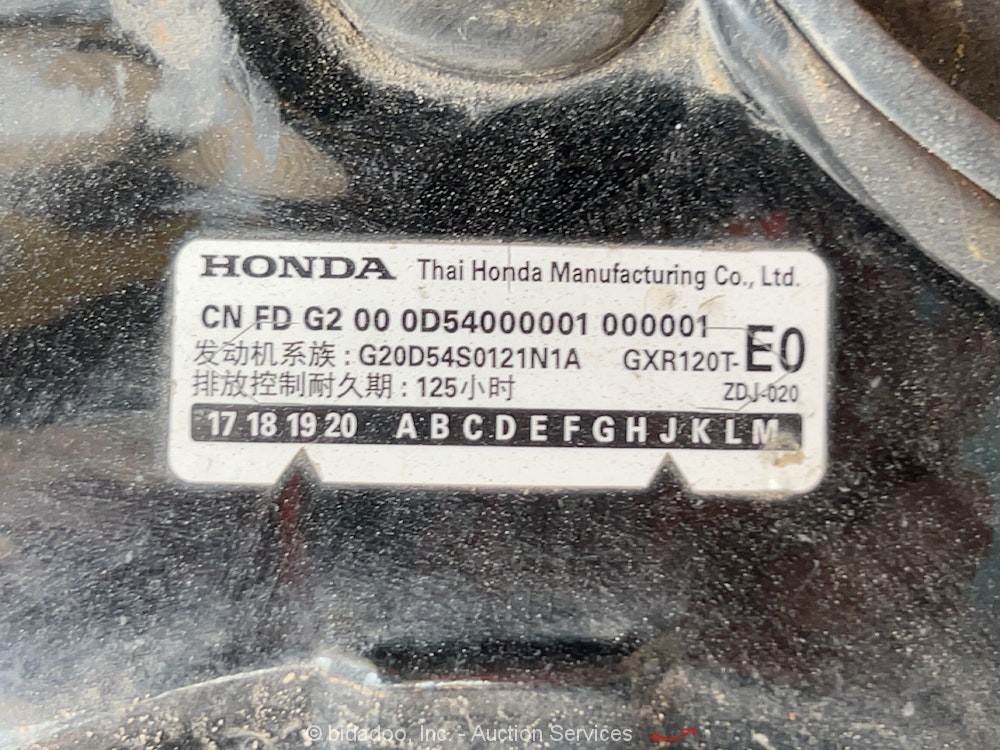 HONDA Thai Honda Manufacturing Co., Ltd.
CN FD G2 00 0D54000001 000001
发动机系族 : G20D54S0121N1A GXR120T-E0
排放控制耐久期 : 125小时 ZDJ-020
17 18 19 20 A B C D E F G H J K L M
© bidadoo, Inc. - Auction Services